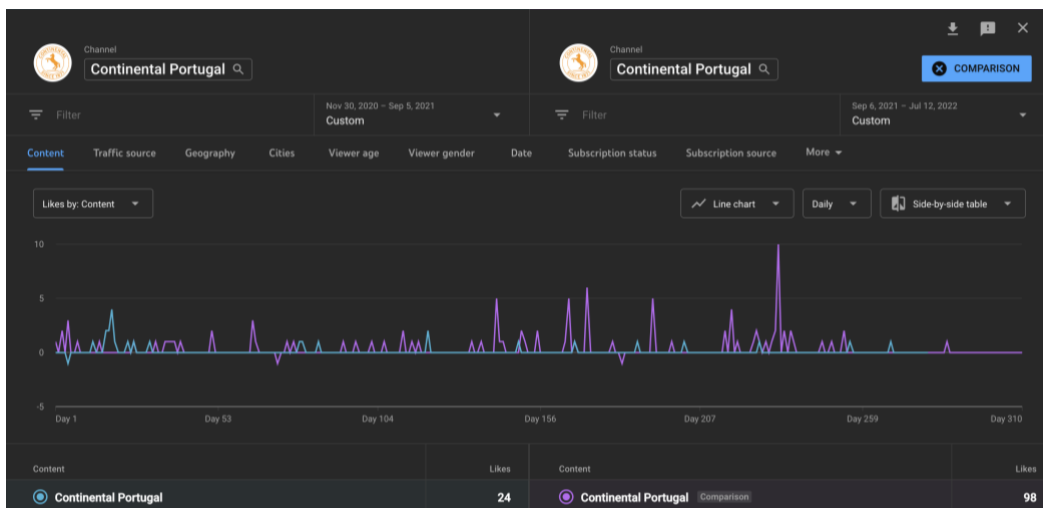 Channel
Continental Portugal
Channel
Continental Portugal
COMPARISON
Filter
Nov 30, 2020 – Sep 5, 2021
Custom
Filter
Sep 6, 2021 – Jul 12, 2022
Custom
Content Traffic source Geography Cities Viewer age Viewer gender Date Subscription status Subscription source More
Likes by: Content
Line chart
Daily
Side-by-side table
10
5
0
-5
Day 1 Day 53 Day 104 Day 156 Day 207 Day 259 Day 310
Content Likes Content Likes
Continental Portugal 24 Continental Portugal Comparison 98